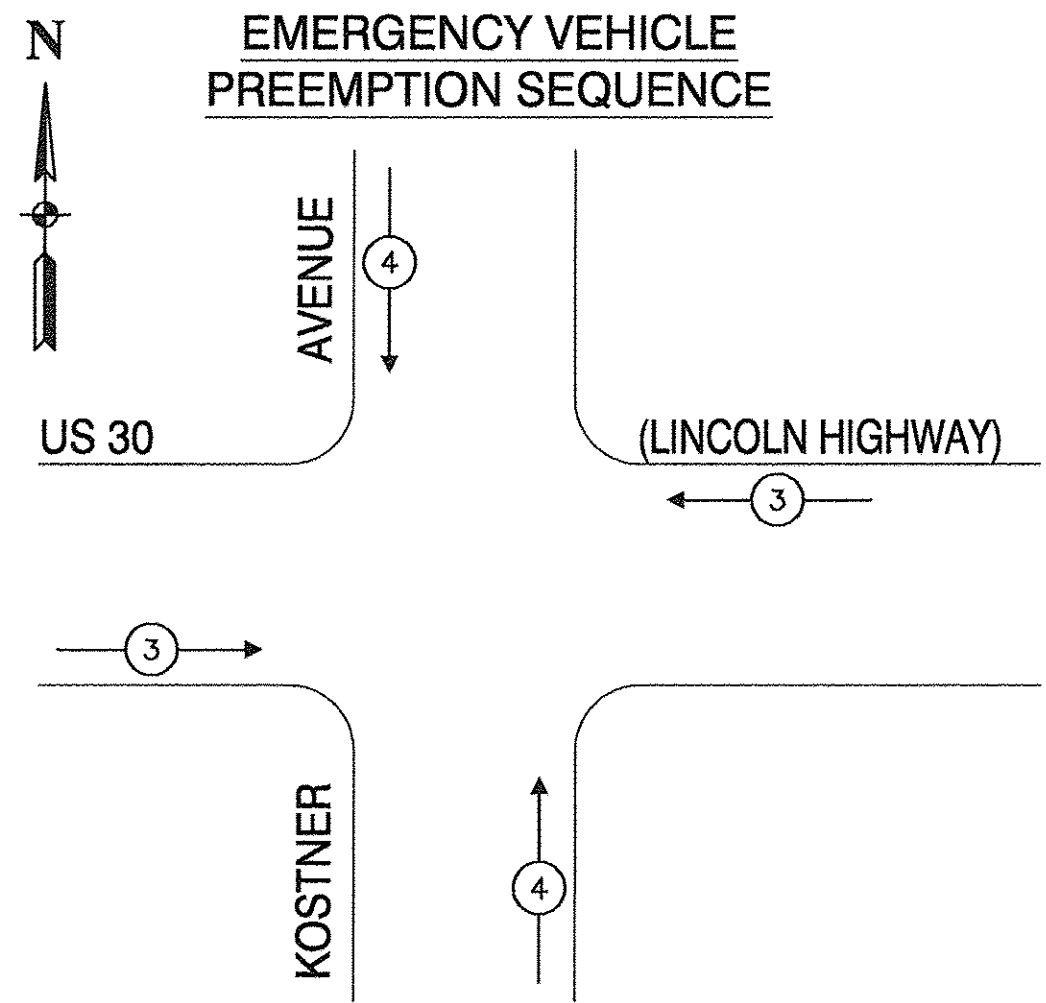 N
EMERGENCY VEHICLE
PREEMPTION SEQUENCE
AVENUE
4
US 30
(LINCOLN HIGHWAY)
3
3
KOSTNER
4